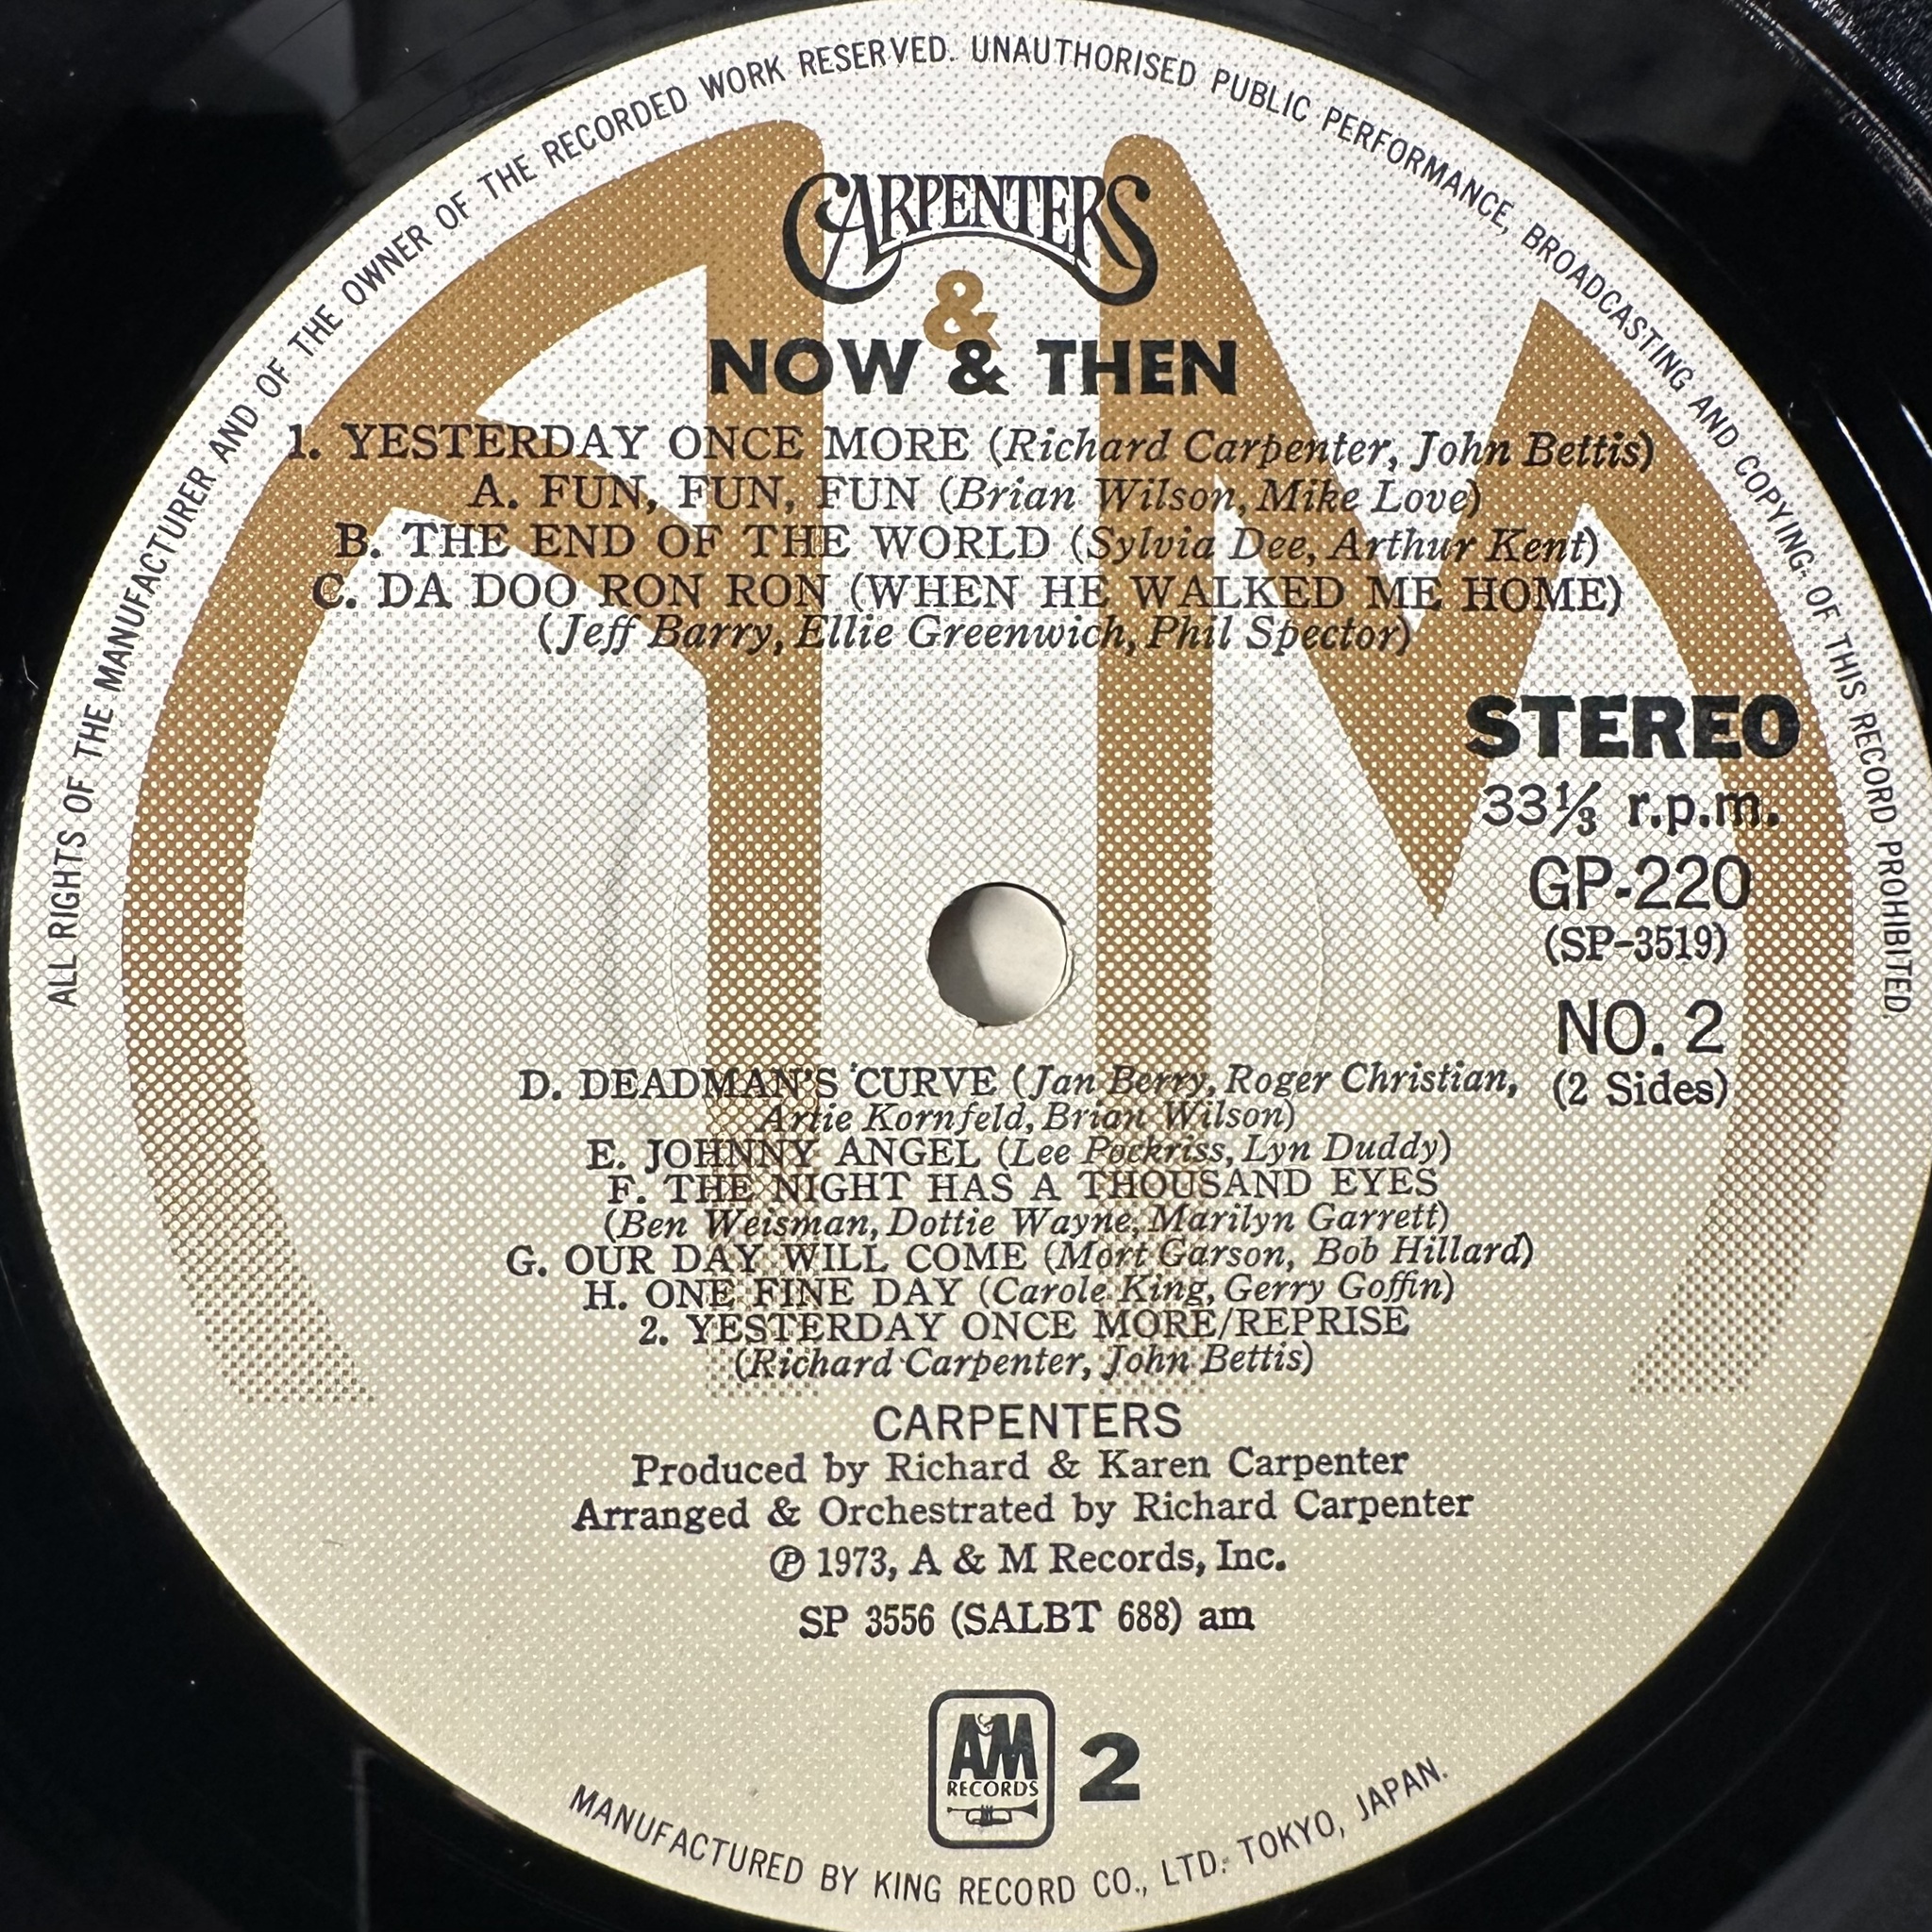 ALL RIGHTS OF THE MANUFACTURER AND OF THE OWNER OF THE RECORDED WORK RESERVED. UNAUTHORISED PUBLIC PERFORMANCE, BROADCASTING AND COPYING OF THIS RECORD PROHIBITED.
CARPENTERS
&
NOW & THEN
1. YESTERDAY ONCE MORE (Richard Carpenter, John Bettis)
A. FUN, FUN, FUN (Brian Wilson, Mike Love)
B. THE END OF THE WORLD (Sylvia Dee, Arthur Kent)
C. DA DOO RON RON (WHEN HE WALKED ME HOME)
(Jeff Barry, Ellie Greenwich, Phil Spector)
STEREO
33⅓ r.p.m.
GP-220
(SP-3519)
NO. 2
(2 Sides)
D. DEADMAN'S CURVE (Jan Berry, Roger Christian,
Artie Kornfeld, Brian Wilson)
E. JOHNNY ANGEL (Lee Pockriss, Lyn Duddy)
F. THE NIGHT HAS A THOUSAND EYES
(Ben Weisman, Dottie Wayne, Marilyn Garrett)
G. OUR DAY WILL COME (Mort Garson, Bob Hillard)
H. ONE FINE DAY (Carole King, Gerry Goffin)
2. YESTERDAY ONCE MORE/REPRISE
(Richard Carpenter, John Bettis)
CARPENTERS
Produced by Richard & Karen Carpenter
Arranged & Orchestrated by Richard Carpenter
℗ 1973, A & M Records, Inc.
SP 3556 (SALBT 688) am
A&M
RECORDS
2
MANUFACTURED BY KING RECORD CO., LTD. TOKYO, JAPAN.